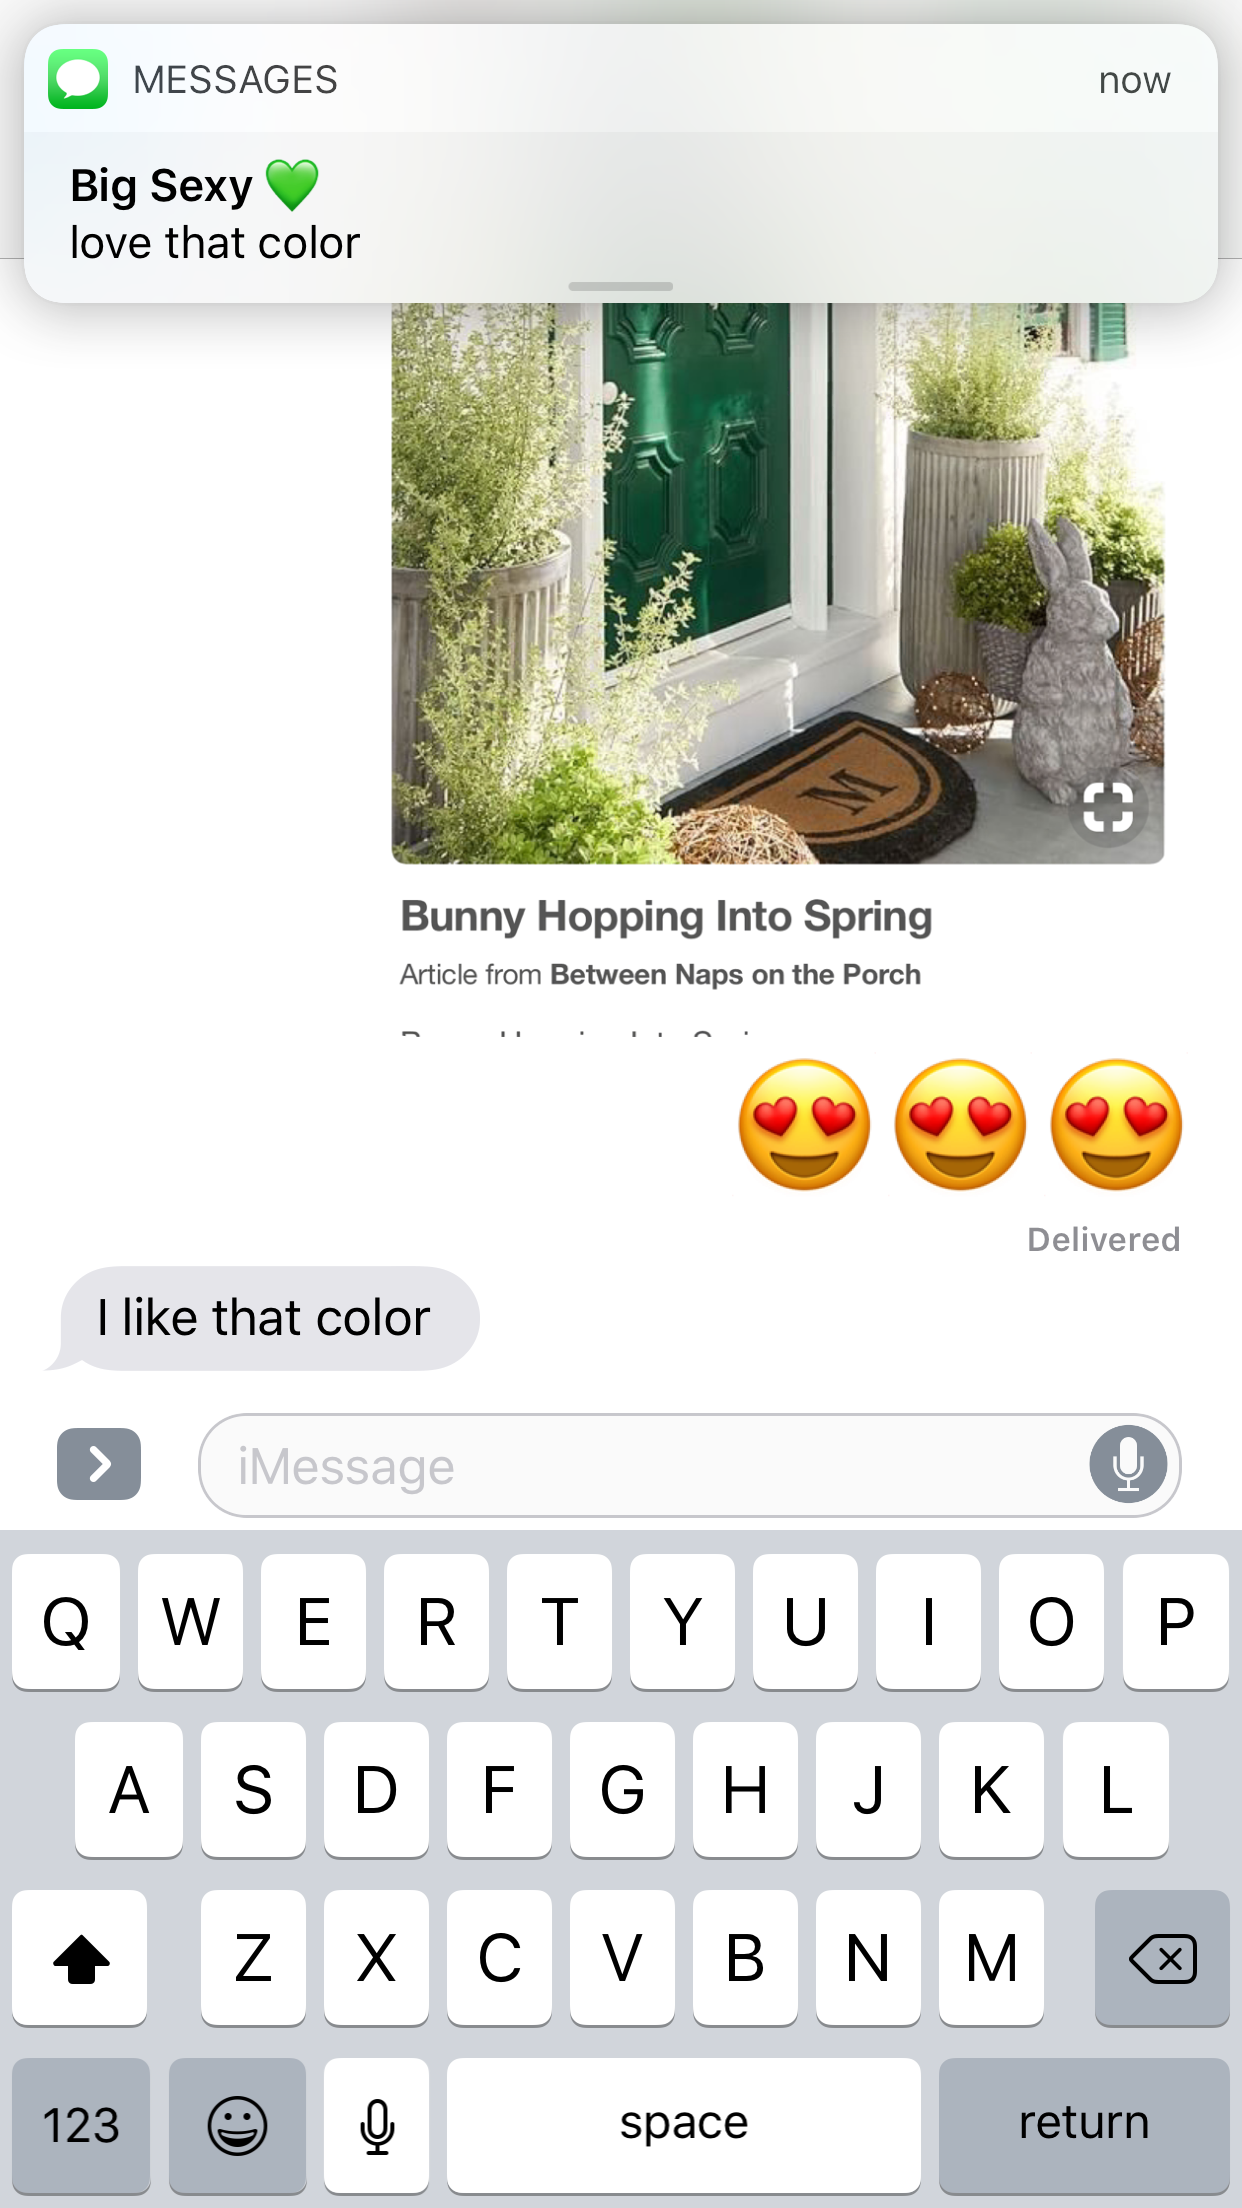 MESSAGES now
Big Sexy 💚
love that color
M
Bunny Hopping Into Spring
Article from Between Naps on the Porch
😍😍😍
Delivered
I like that color
iMessage
Q W E R T Y U I O P
A S D F G H J K L
Z X C V B N M
123 space return